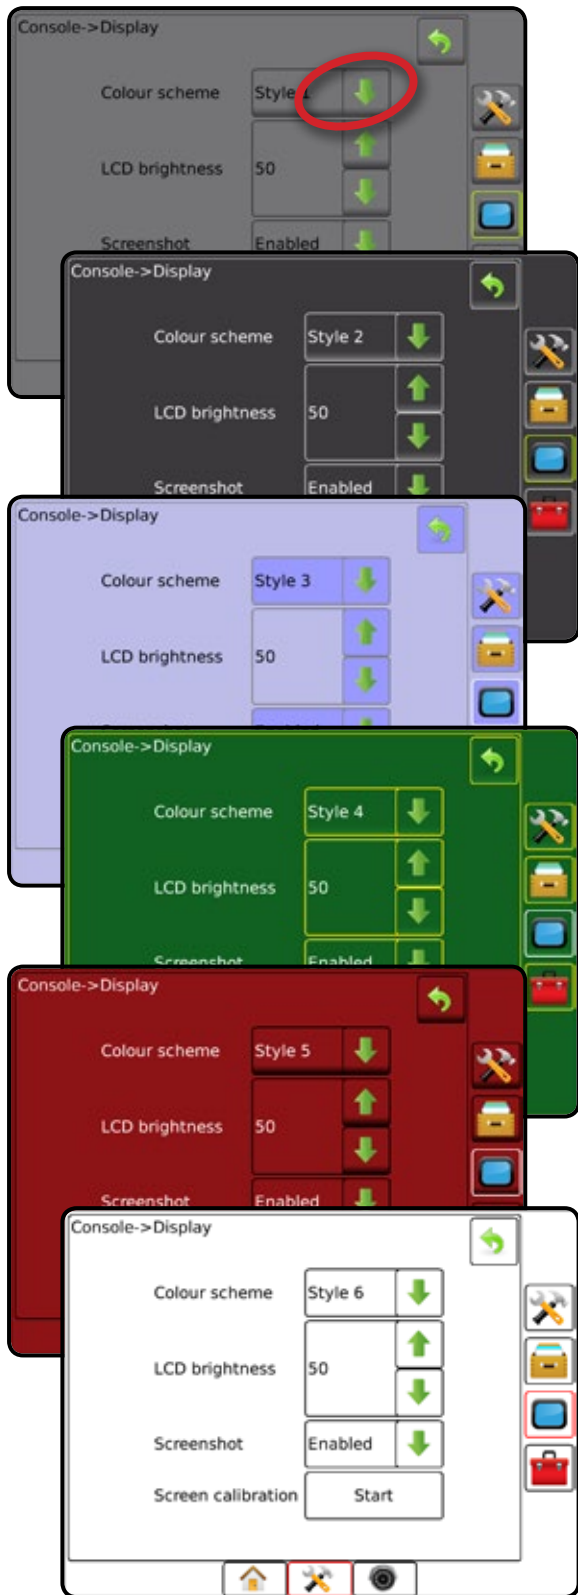 Console->Display
Colour scheme Style 1
LCD brightness 50
Screenshot Enabled
Console->Display
Colour scheme Style 2
LCD brightness 50
Screenshot Enabled
Console->Display
Colour scheme Style 3
LCD brightness 50
Console->Display
Colour scheme Style 4
LCD brightness 50
Screenshot Enabled
Console->Display
Colour scheme Style 5
LCD brightness 50
Screenshot Enabled
Console->Display
Colour scheme Style 6
LCD brightness 50
Screenshot Enabled
Screen calibration Start